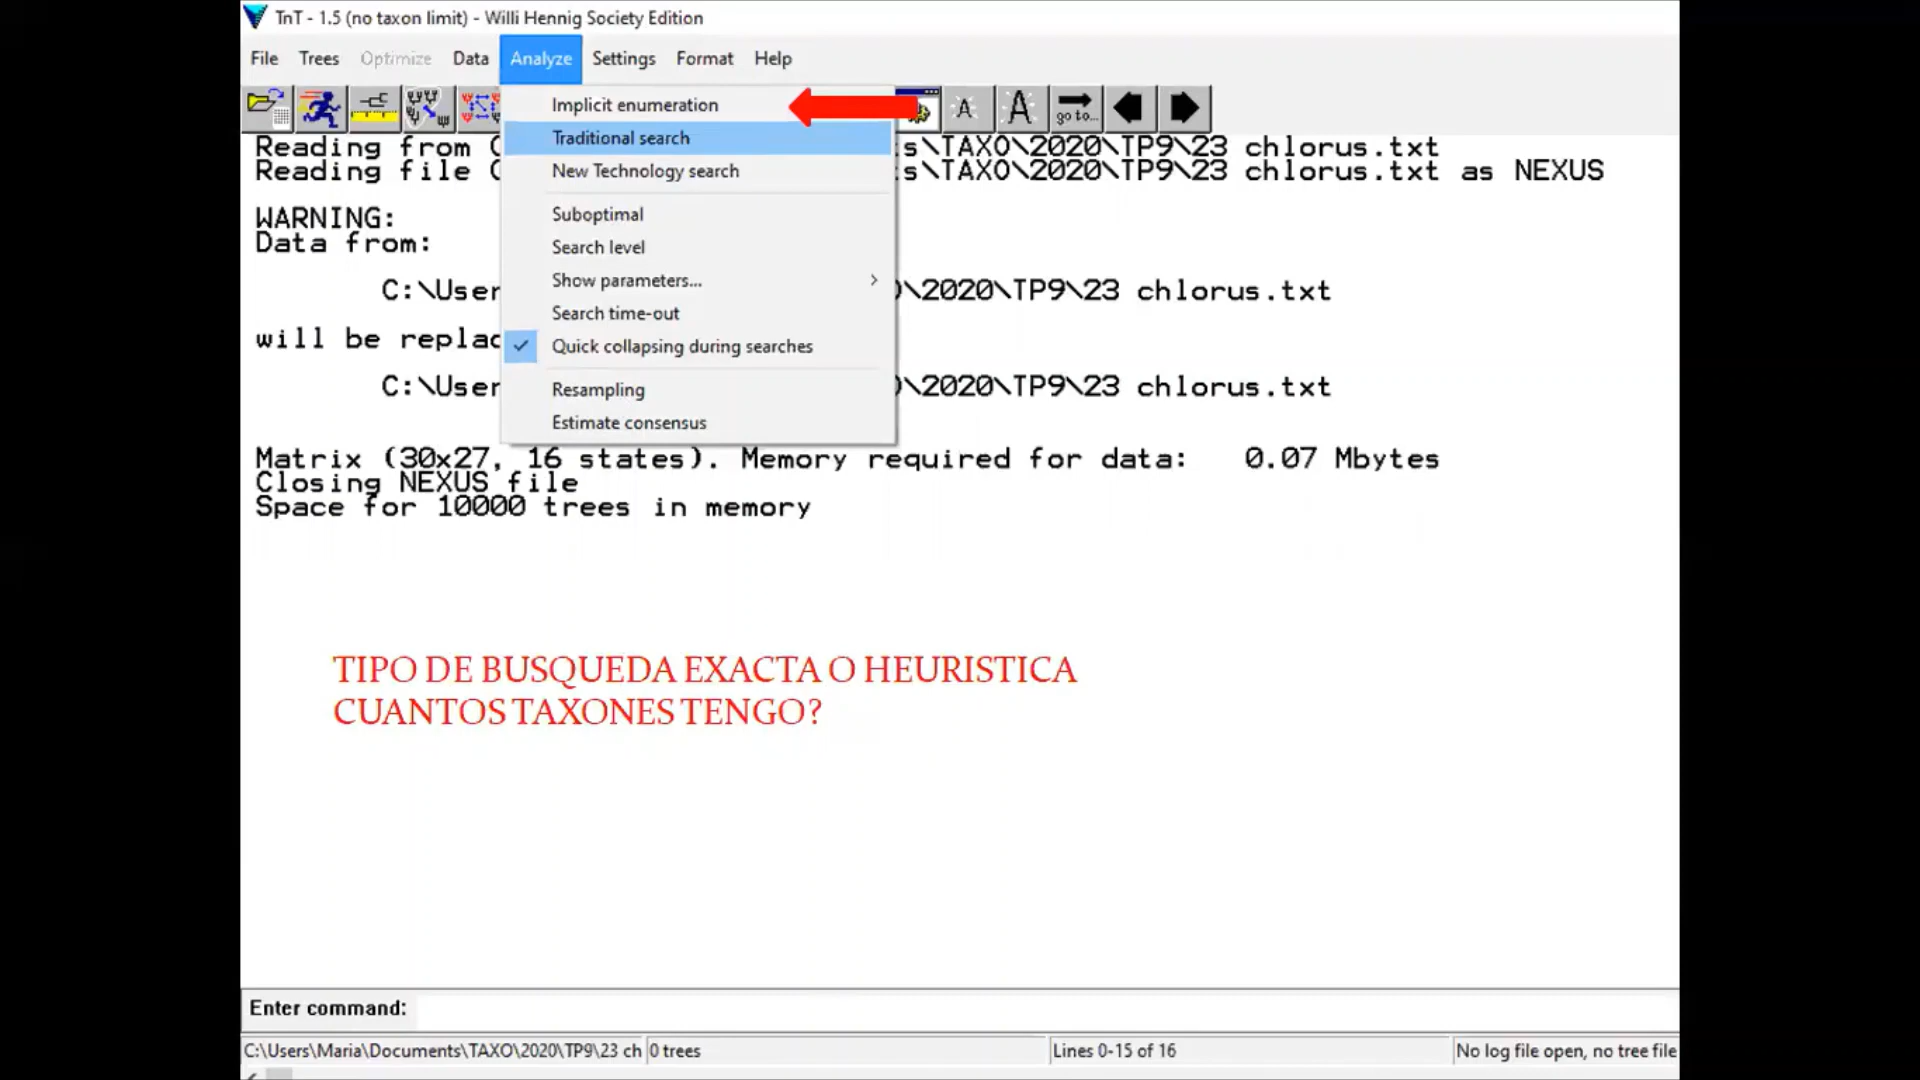 TnT - 1.5 (no taxon limit) - Willi Hennig Society Edition
File Trees Optimize Data Analyze Settings Format Help
Implicit enumeration
Traditional search
New Technology search
Suboptimal
Search level
Show parameters...
Search time-out
Quick collapsing during searches
Resampling
Estimate consensus
A A go to...
Reading from C s\TAXO\2020\TP9\23 chlorus.txt
Reading file C s\TAXO\2020\TP9\23 chlorus.txt as NEXUS
WARNING:
Data from:
C:\User \2020\TP9\23 chlorus.txt
will be replac
C:\User \2020\TP9\23 chlorus.txt
Matrix (30x27, 16 states). Memory required for data: 0.07 Mbytes
Closing NEXUS file
Space for 10000 trees in memory
TIPO DE BUSQUEDA EXACTA O HEURISTICA
CUANTOS TAXONES TENGO?
Enter command:
C:\Users\Maria\Documents\TAXO\2020\TP9\23 ch 0 trees Lines 0-15 of 16 No log file open, no tree file